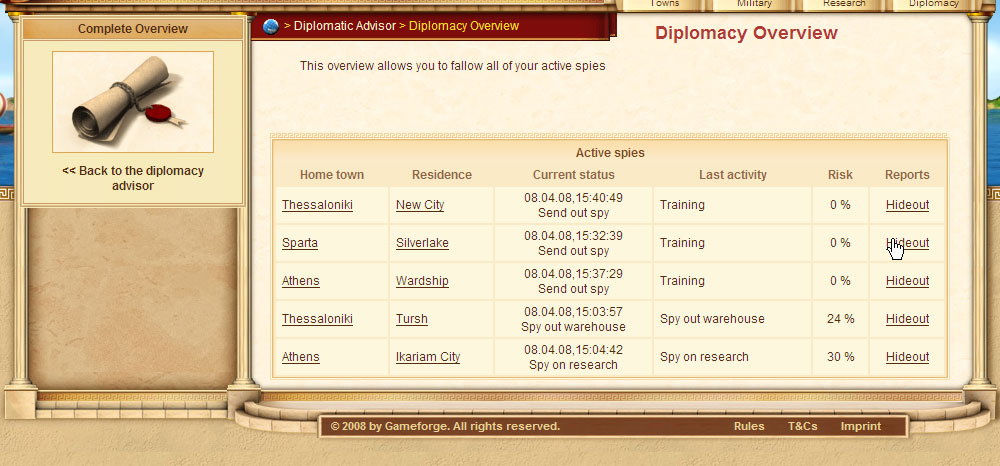 Towns Military Research Diplomacy
Complete Overview
<< Back to the diplomacy
advisor
> Diplomatic Advisor > Diplomacy Overview
Diplomacy Overview
This overview allows you to fallow all of your active spies
Active spies
Home town Residence Current status Last activity Risk Reports
Thessaloniki New City 08.04.08,15:40:49 Training 0 % Hideout
Send out spy
Sparta Silverlake 08.04.08,15:32:39 Training 0 % Hideout
Send out spy
Athens Wardship 08.04.08,15:37:29 Training 0 % Hideout
Send out spy
Thessaloniki Tursh 08.04.08,15:03:57 Spy out warehouse 24 % Hideout
Spy out warehouse
Athens Ikariam City 08.04.08,15:04:42 Spy on research 30 % Hideout
Spy on research
© 2008 by Gameforge. All rights reserved. Rules T&Cs Imprint